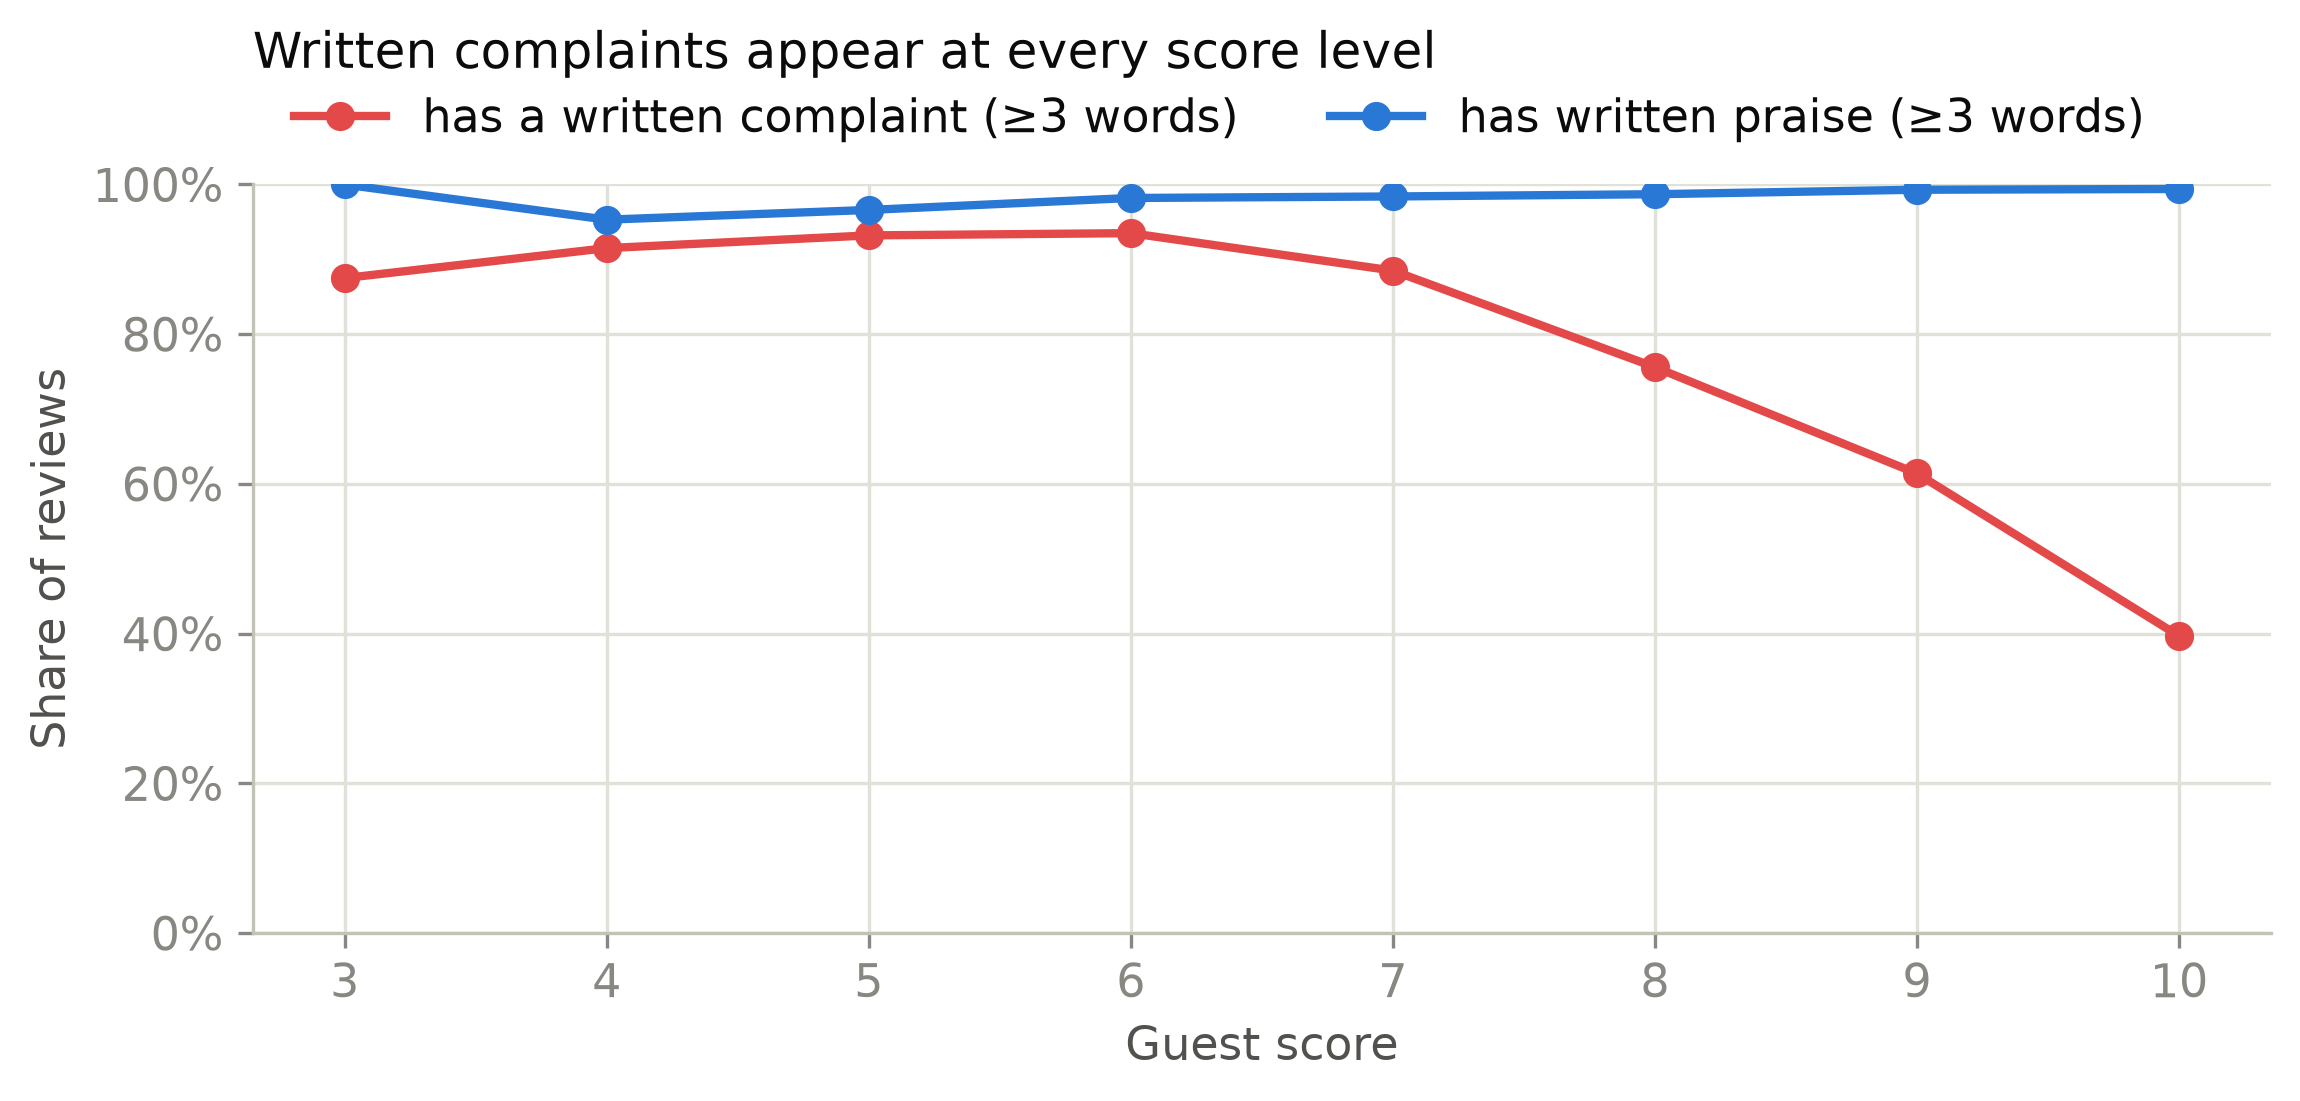 Written complaints appear at every score level
has a written complaint (≥3 words)
has written praise (≥3 words)
100%
80%
60%
40%
20%
0%
Share of reviews
3 4 5 6 7 8 9 10
Guest score